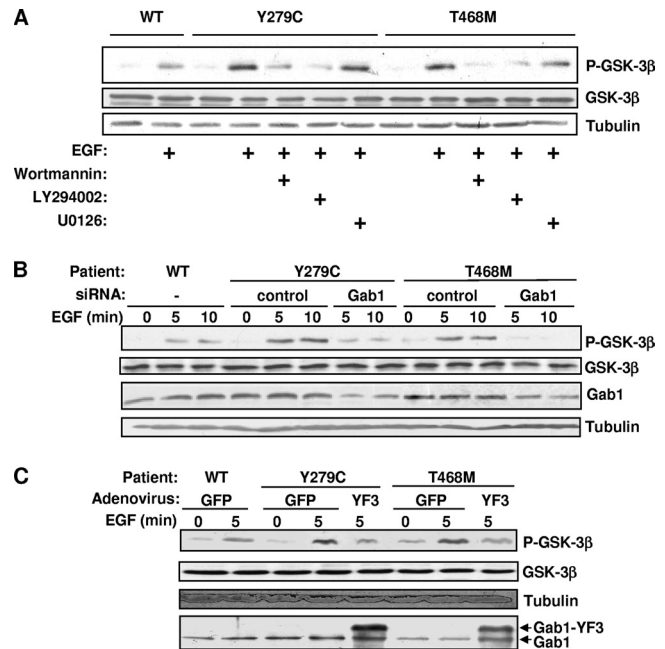 A
WT Y279C T468M
P-GSK-3β
GSK-3β
Tubulin
EGF: + + + + + + + + +
Wortmannin: + +
LY294002: + +
U0126: + +
B
Patient: WT Y279C T468M
siRNA: - control Gab1 control Gab1
EGF (min) 0 5 10 0 5 10 5 10 0 5 10 5 10
P-GSK-3β
GSK-3β
Gab1
Tubulin
C
Patient: WT Y279C T468M
Adenovirus: GFP GFP YF3 GFP YF3
EGF (min) 0 5 0 5 5 0 5 5
P-GSK-3β
GSK-3β
Tubulin
Gab1-YF3
Gab1